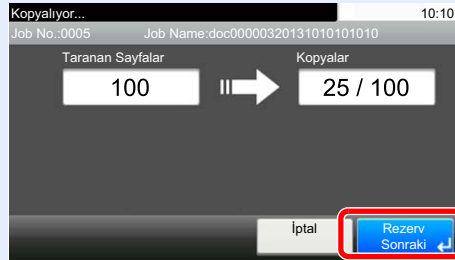 Kopyalıyor... 10:10
Job No.:0005 Job Name:doc00000320131010101010
Taranan Sayfalar Kopyalar
100 25 / 100
İptal Rezerv
Sonraki